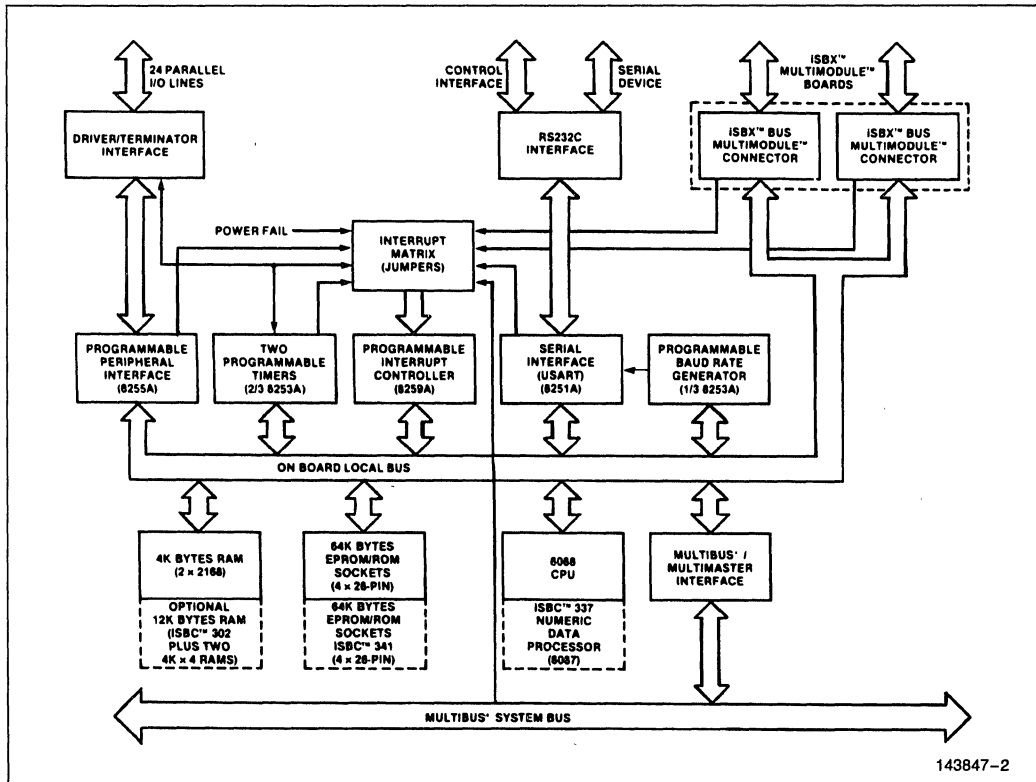 24 PARALLEL
I/O LINES
CONTROL
INTERFACE
SERIAL
DEVICE
iSBX™
MULTIMODULE™
BOARDS
DRIVER/TERMINATOR
INTERFACE
RS232C
INTERFACE
iSBX™ BUS
MULTIMODULE™
CONNECTOR
iSBX™ BUS
MULTIMODULE™
CONNECTOR
POWER FAIL
INTERRUPT
MATRIX
(JUMPERS)
PROGRAMMABLE
PERIPHERAL
INTERFACE
(8255A)
TWO
PROGRAMMABLE
TIMERS
(2/3 8253A)
PROGRAMMABLE
INTERRUPT
CONTROLLER
(8259A)
SERIAL
INTERFACE
(USART)
(8251A)
PROGRAMMABLE
BAUD RATE
GENERATOR
(1/3 8253A)
ON BOARD LOCAL BUS
4K BYTES RAM
(2 × 2168)
64K BYTES
EPROM/ROM
SOCKETS
(4 × 28-PIN)
8088
CPU
MULTIBUS* /
MULTIMASTER
INTERFACE
OPTIONAL
12K BYTES RAM
(iSBC™ 302
PLUS TWO
4K × 4 RAMS)
64K BYTES
EPROM/ROM
SOCKETS
iSBC™ 341
(4 × 28-PIN)
iSBC™ 337
NUMERIC
DATA
PROCESSOR
(8087)
MULTIBUS* SYSTEM BUS
143847-2